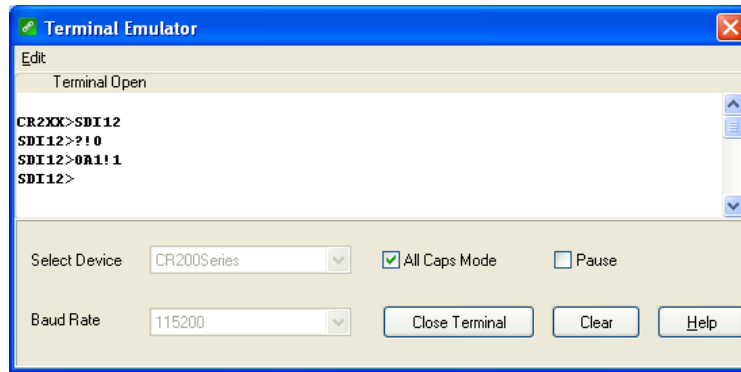 Terminal Emulator
Edit
Terminal Open
CR2XX>SDI12
SDI12>?!0
SDI12>0A1!1
SDI12>
Select Device CR200Series All Caps Mode Pause
Baud Rate 115200 Close Terminal Clear Help